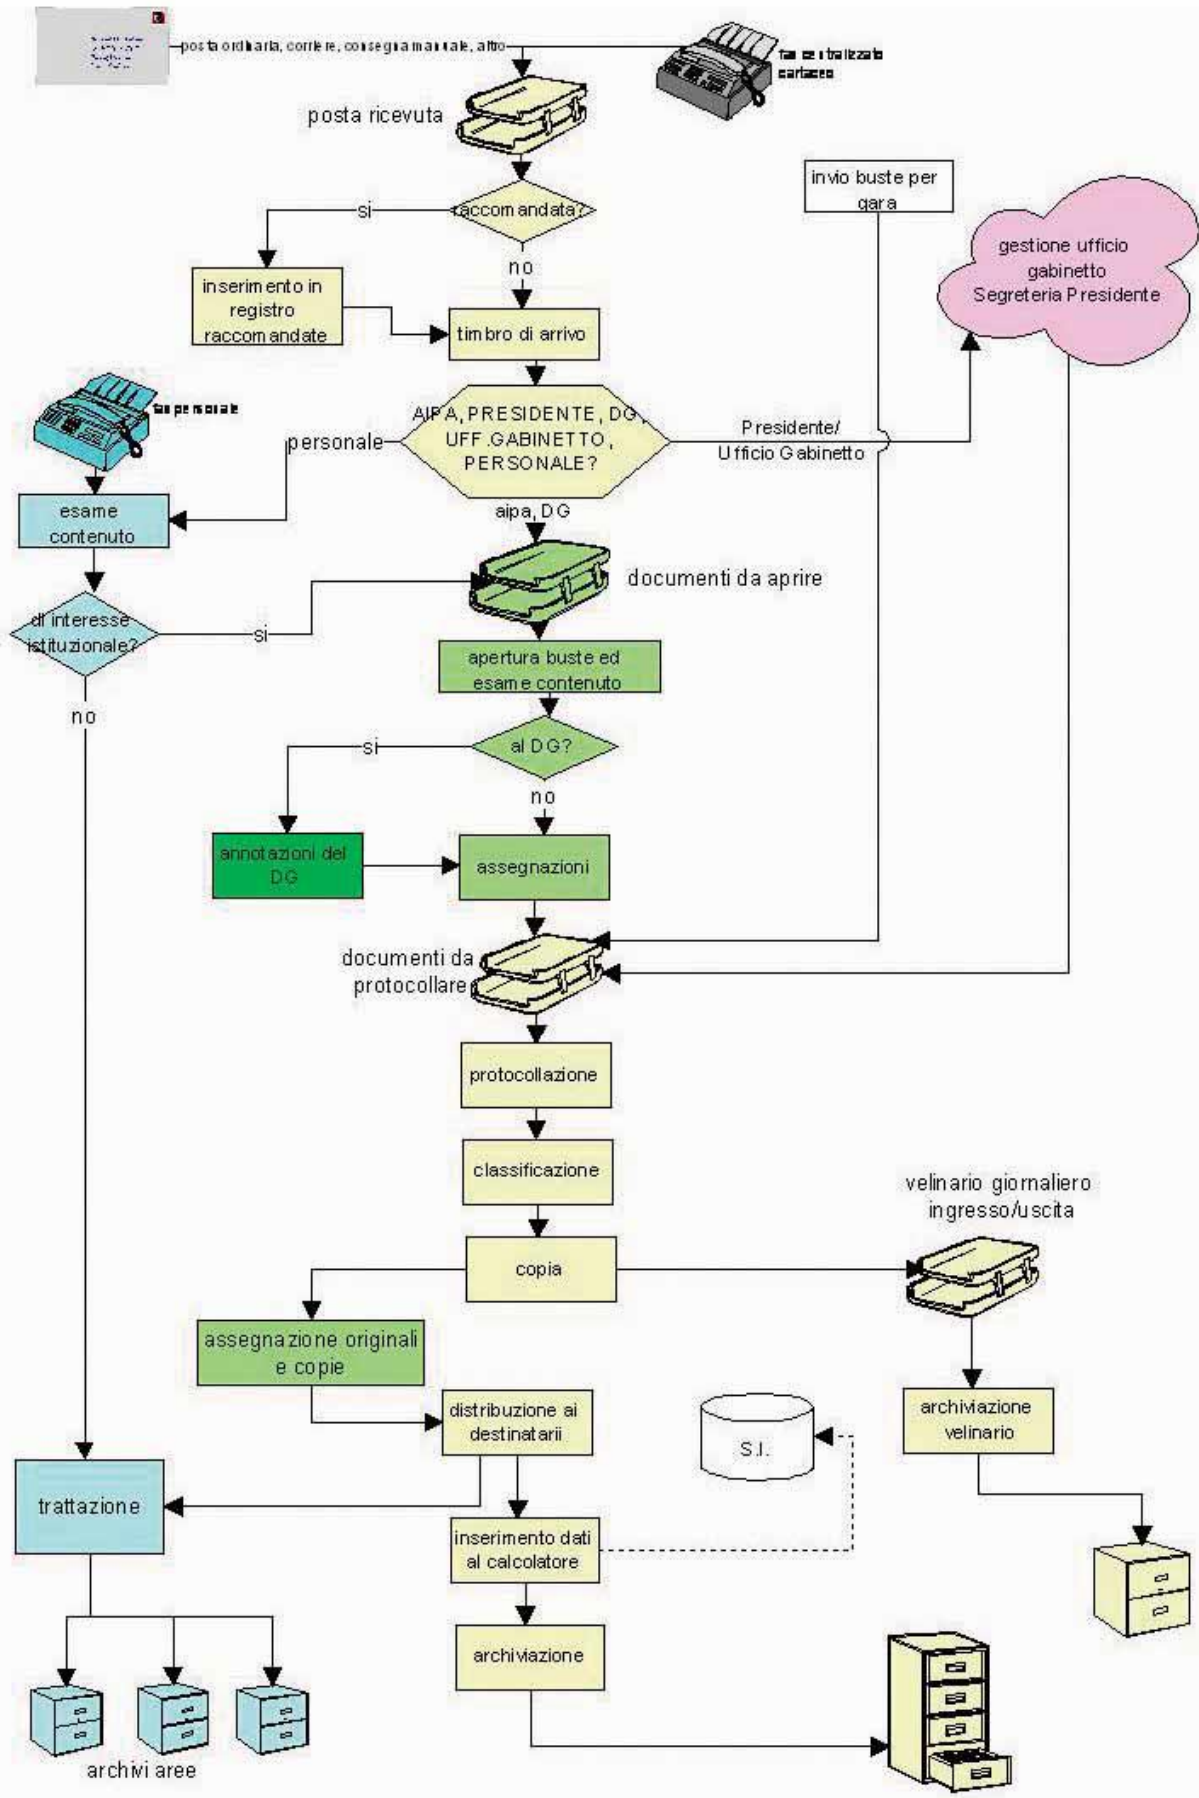 posta ordinaria, corriere, consegna manuale, altro
fax centralizzato
cartaceo
posta ricevuta
invio buste per
gara
raccomandata?
si
gestione ufficio
gabinetto
Segreteria Presidente
no
inserimento in
registro
raccomandate
timbro di arrivo
fax personale
AIPA, PRESIDENTE, DG,
UFF.GABINETTO,
PERSONALE?
personale
Presidente/
Ufficio Gabinetto
esame
contenuto
aipa, DG
documenti da aprire
di interesse
istituzionale?
si
apertura buste ed
esame contenuto
no
al DG?
si
no
annotazioni del
DG
assegnazioni
documenti da
protocollare
protocollazione
classificazione
velinario giornaliero
ingresso/uscita
copia
assegnazione originali
e copie
distribuzione ai
destinatarii
archiviazione
velinario
S.I.
trattazione
inserimento dati
al calcolatore
archiviazione
archivi aree